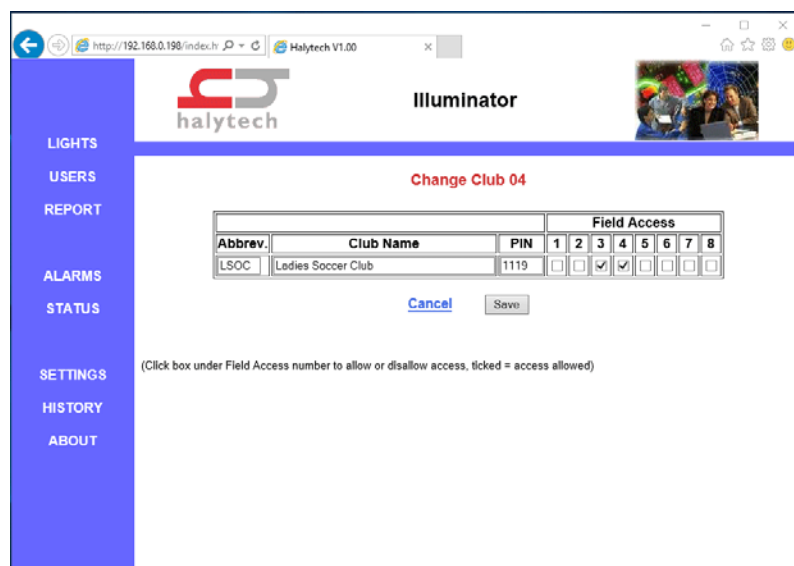 http://192.168.0.198/index.h
Halytech V1.00
halytech
Illuminator
LIGHTS
USERS
REPORT
ALARMS
STATUS
SETTINGS
HISTORY
ABOUT
Change Club 04
Field Access
Abbrev. Club Name PIN 1 2 3 4 5 6 7 8
LSOC Ladies Soccer Club 1119
Cancel Save
(Click box under Field Access number to allow or disallow access, ticked = access allowed)